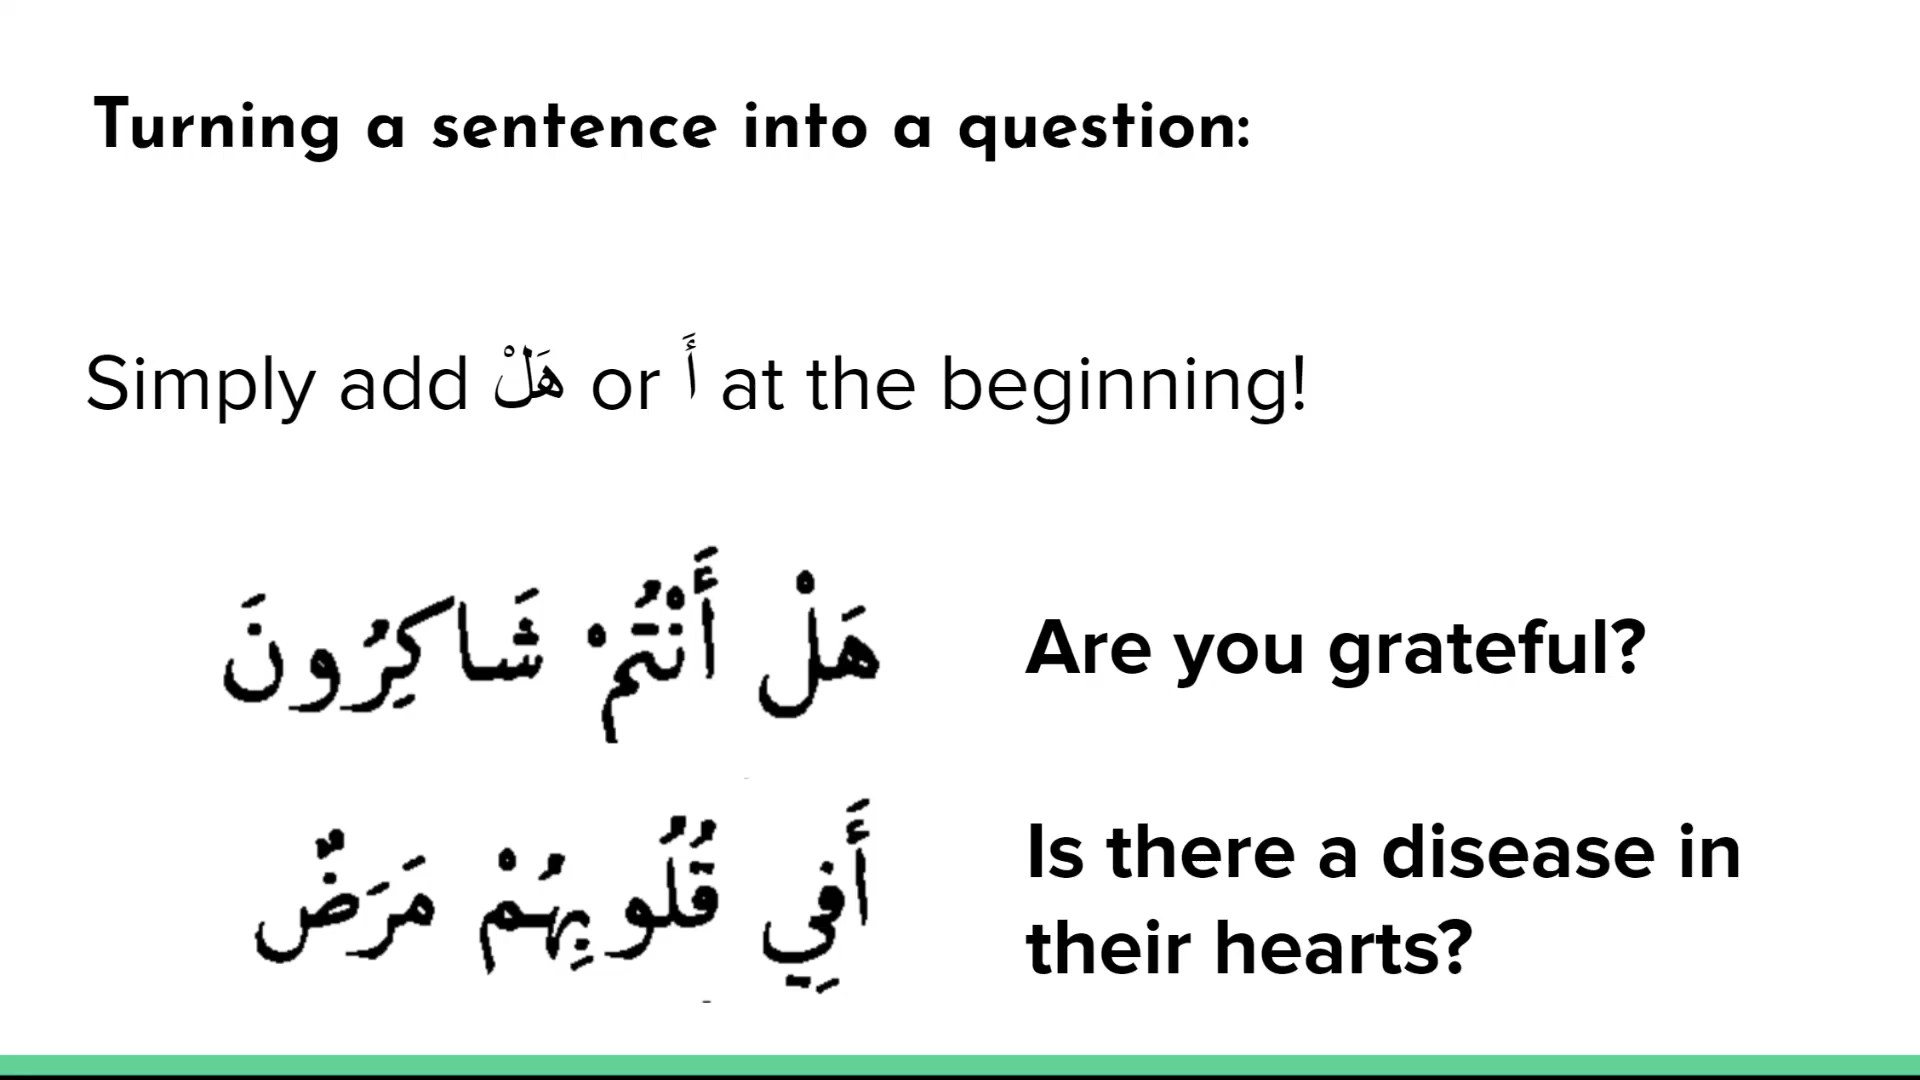 Turning a sentence into a question:
Simply add هَلْ or أَ at the beginning!
هَلْ أَنْتُمْ شَاكِرُونَ
Are you grateful?
أَفِي قُلُوبِهُمْ مَرَضٌ
Is there a disease in
their hearts?